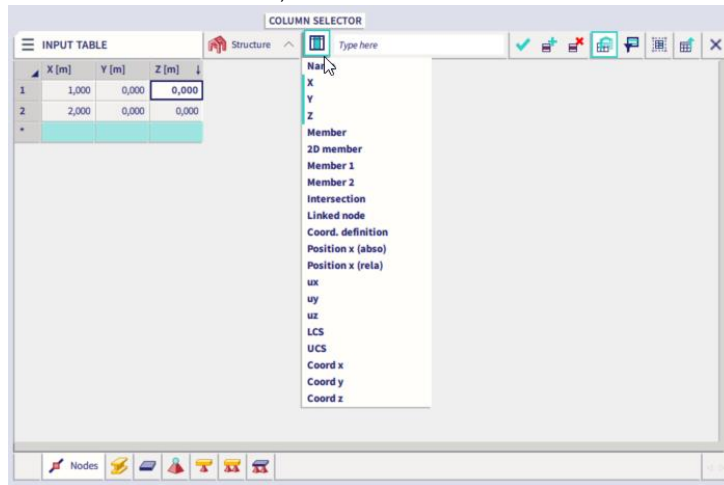 COLUMN SELECTOR
INPUT TABLE
Structure
Type here
X [m] Y [m] Z [m] ↓
1 1,000 0,000 0,000
2 2,000 0,000 0,000
*
X
Y
Z
Member
2D member
Member 1
Member 2
Intersection
Linked node
Coord. definition
Position x (abso)
Position x (rela)
ux
uy
uz
LCS
UCS
Coord x
Coord y
Coord z
Nodes